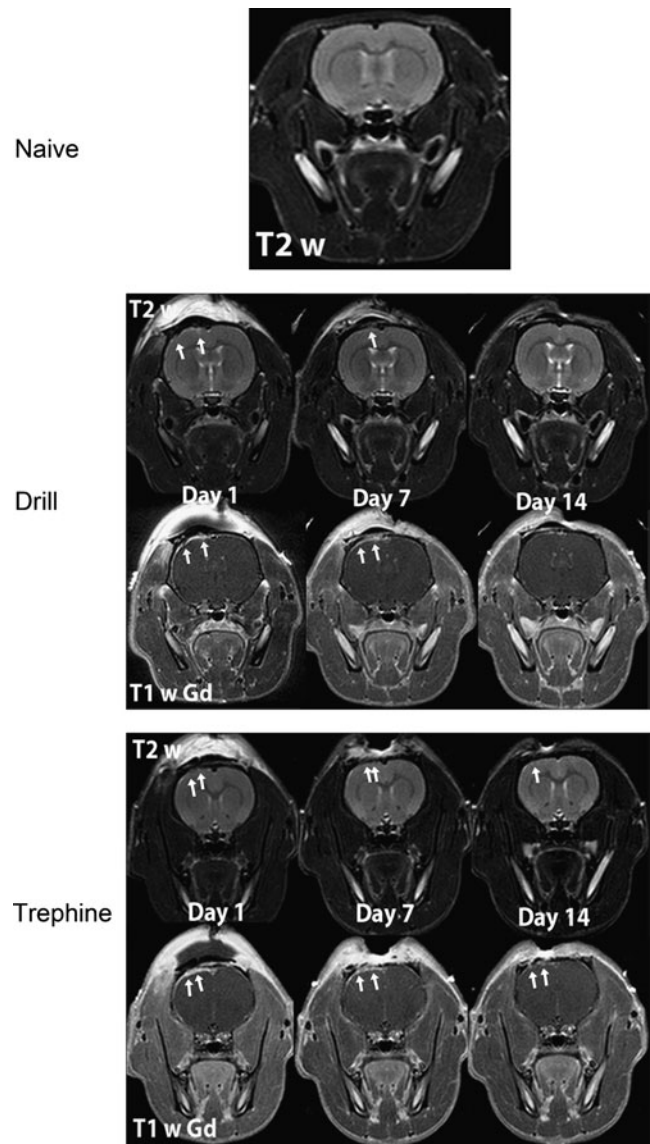 Naive
T2 w
Drill
T2 w
Day 1
Day 7
Day 14
T1 w Gd
Trephine
T2 w
Day 1
Day 7
Day 14
T1 w Gd